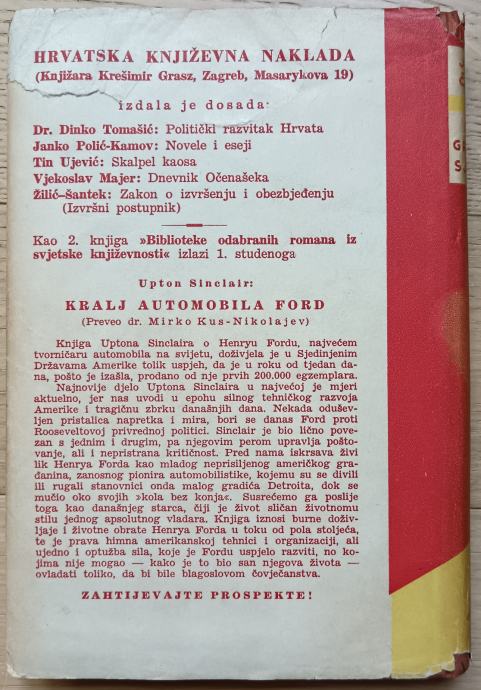 HRVATSKA KNJIŽEVNA NAKLADA
(Knjižara Krešimir Grasz, Zagreb, Masarykova 19)
izdala je dosada:
Dr. Dinko Tomašić: Politički razvitak Hrvata
Janko Polić-Kamov: Novele i eseji
Tin Ujević: Skalpel kaosa
Vjekoslav Majer: Dnevnik Očenašeka
Žilić–Šantek: Zakon o izvršenju i obezbjeđenju
(Izvršni postupnik)
Kao 2. knjiga »Biblioteke odabranih romana iz
svjetske književnosti« izlazi 1. studenoga
Upton Sinclair:
KRALJ AUTOMOBILA FORD
(Preveo dr. Mirko Kus-Nikolajev)
Knjiga Uptona Sinclaira o Henryu Fordu, najvećem
tvorničaru automobila na svijetu, doživjela je u Sjedinjenim
Državama Amerike tolik uspjeh, da je u roku od tjedan da-
na, pošto je izašla, prodano od nje prvih 200.000 egzemplara.
Najnovije djelo Uptona Sinclaira u najvećoj je mjeri
aktuelno, jer nas uvodi u epohu silnog tehničkog razvoja
Amerike i tragičnu zbrku današnjih dana. Nekada odušev-
ljen pristalica napretka i mira, bori se danas Ford proti
Rooseveltovoj privrednoj politici. Sinclair je bio lično pove-
zan s jednim i drugim, pa njegovim perom upravlja pošto-
vanje, ali i nepristrana kritičnost. Pred nama iskrsava živi
lik Henrya Forda kao mladog neprisiljenog američkog gra-
đanina, zanosnog pionira automobilistike, kojemu su se divili
ili rugali stanovnici onda malog gradića Detroita, dok se
mučio oko svojih »kola bez konja«. Susrećemo ga poslije
toga kao današnjeg starca, čiji je život sličan životnomu
stilu jednog apsolutnog vladara. Knjiga iznosi burne doživ-
ljaje i životne obrate Henrya Forda u toku od pola stoljeća,
te je prava himna amerikanskoj tehnici i organizaciji, ali
ujedno i optužba sila, koje je Fordu uspjelo razviti, no ko-
jima nije mogao — kako je to bio san njegova života —
ovladati toliko, da bi bile blagoslovom čovječanstva.
ZAHTIJEVAJTE PROSPEKTE!